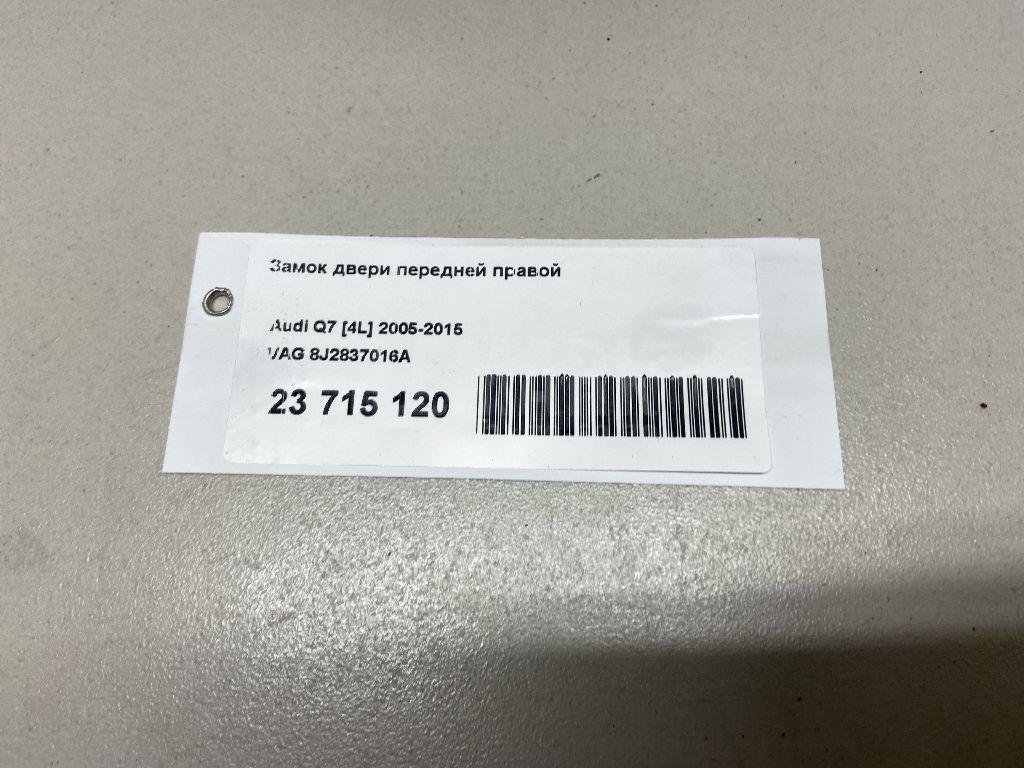 Замок двери передней правой
Audi Q7 [4L] 2005-2015
VAG 8J2837016A
23 715 120